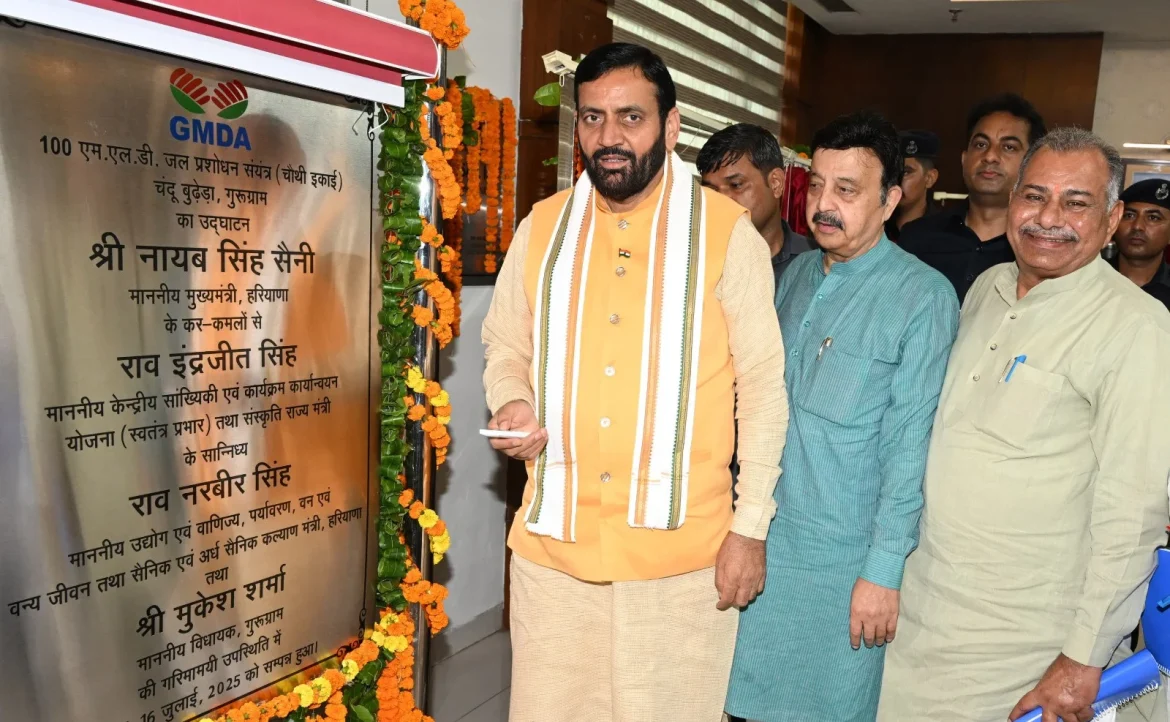 GMDA
100 एम.एल.डी. जल प्रशोधन संयंत्र (चौथी इकाई)
चंदू बुढ़ेड़ा, गुरूग्राम
का उद्घाटन
श्री नायब सिंह सैनी
माननीय मुख्यमंत्री, हरियाणा
के कर-कमलों से
राव इंद्रजीत सिंह
माननीय केन्द्रीय सांख्यिकी एवं कार्यक्रम कार्यान्वयन
योजना (स्वतंत्र प्रभार) तथा संस्कृति राज्य मंत्री
के सान्निध्य
राव नरबीर सिंह
माननीय उद्योग एवं वाणिज्य, पर्यावरण, वन एवं
वन्य जीवन तथा सैनिक एवं अर्ध सैनिक कल्याण मंत्री, हरियाणा
तथा
श्री मुकेश शर्मा
माननीय विधायक, गुरूग्राम
की गरिमामयी उपस्थिति में
16 जुलाई, 2025 को सम्पन्न हुआ।